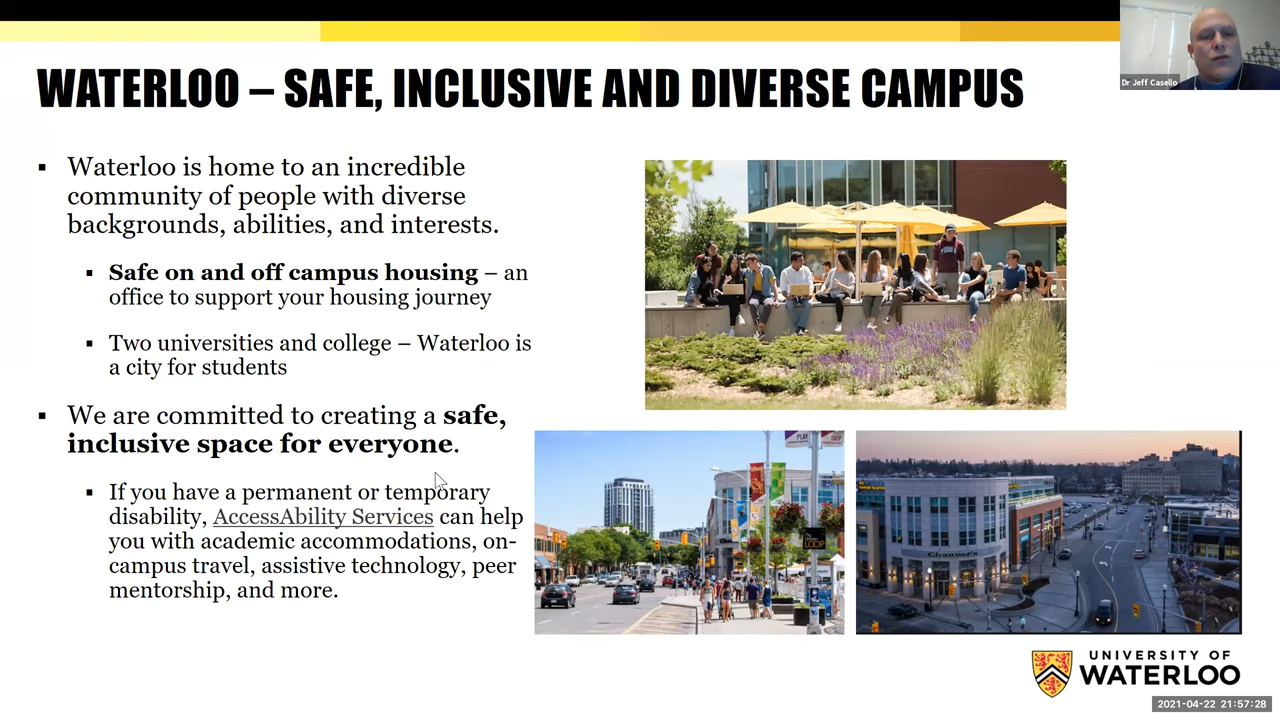 Dr Jeff Casello
WATERLOO – SAFE, INCLUSIVE AND DIVERSE CAMPUS
▪ Waterloo is home to an incredible
community of people with diverse
backgrounds, abilities, and interests.
▪ Safe on and off campus housing – an
office to support your housing journey
▪ Two universities and college – Waterloo is
a city for students
▪ We are committed to creating a safe,
inclusive space for everyone.
▪ If you have a permanent or temporary
disability, AccessAbility Services can help
you with academic accommodations, on-
campus travel, assistive technology, peer
mentorship, and more.
PLAY
SHOP
LOOP
Channer's
UNIVERSITY OF
WATERLOO
2021-04-22 21:57:28